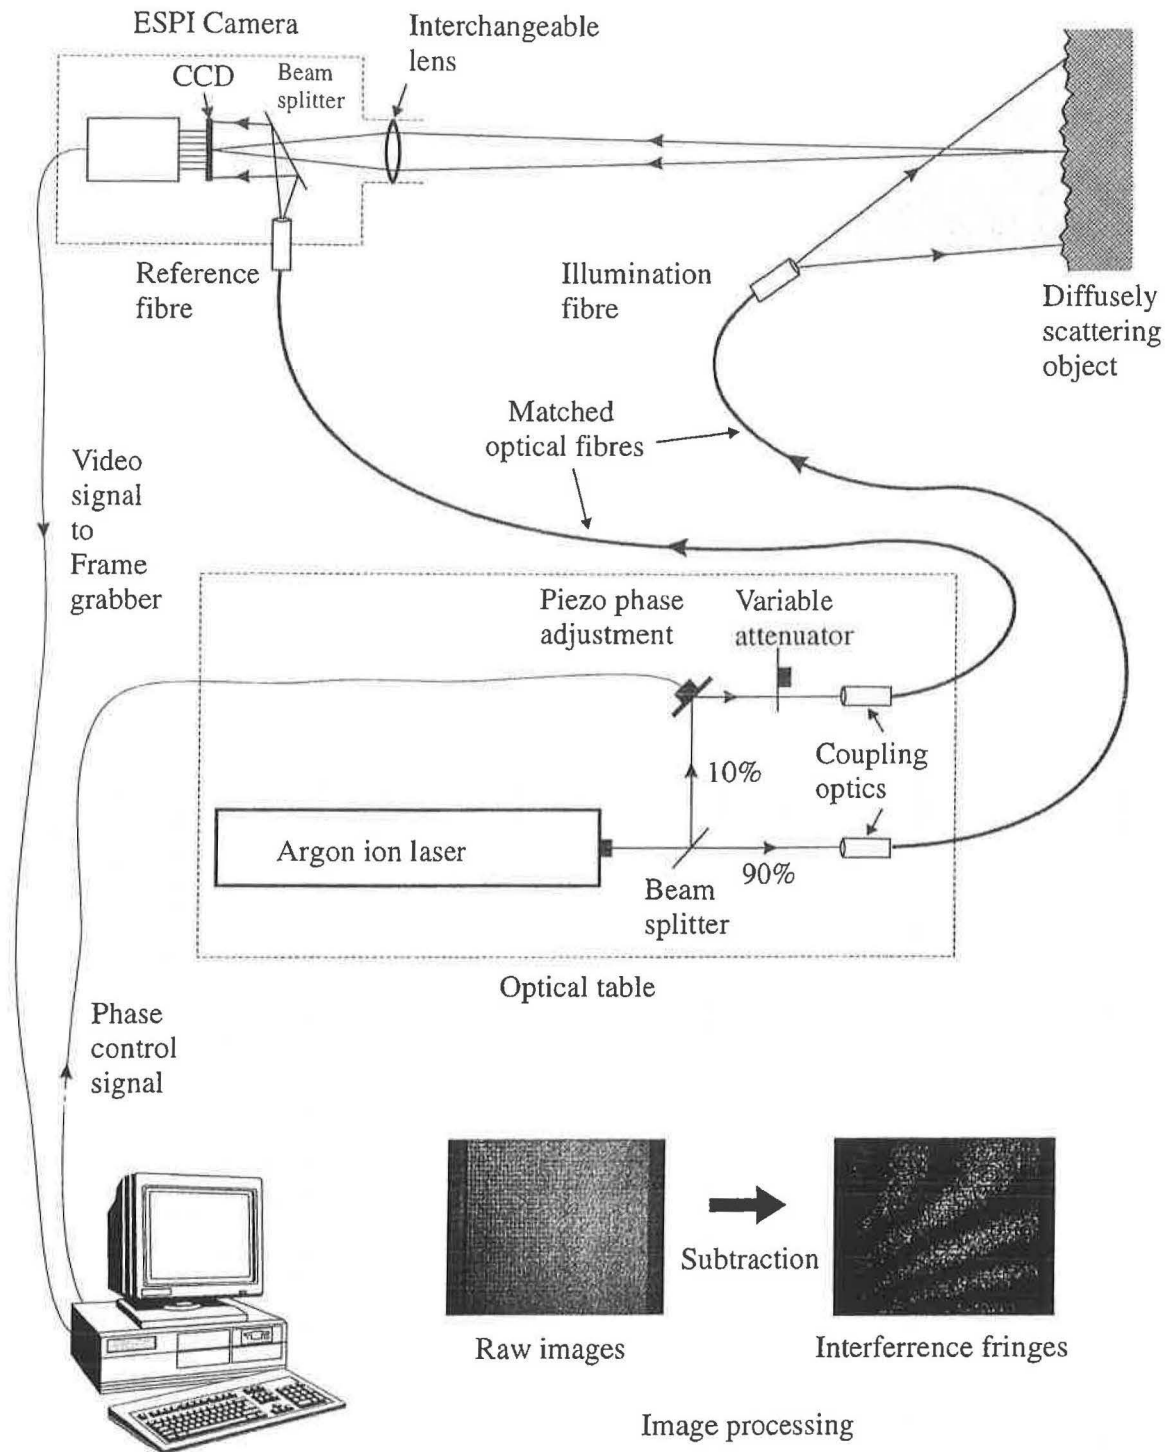 ESPI Camera
Interchangeable
lens
CCD
Beam
splitter
Reference
fibre
Illumination
fibre
Diffusely
scattering
object
Matched
optical fibres
Video
signal
to
Frame
grabber
Piezo phase
adjustment
Variable
attenuator
10%
Coupling
optics
Argon ion laser
90%
Beam
splitter
Optical table
Phase
control
signal
Subtraction
Raw images
Interferrence fringes
Image processing